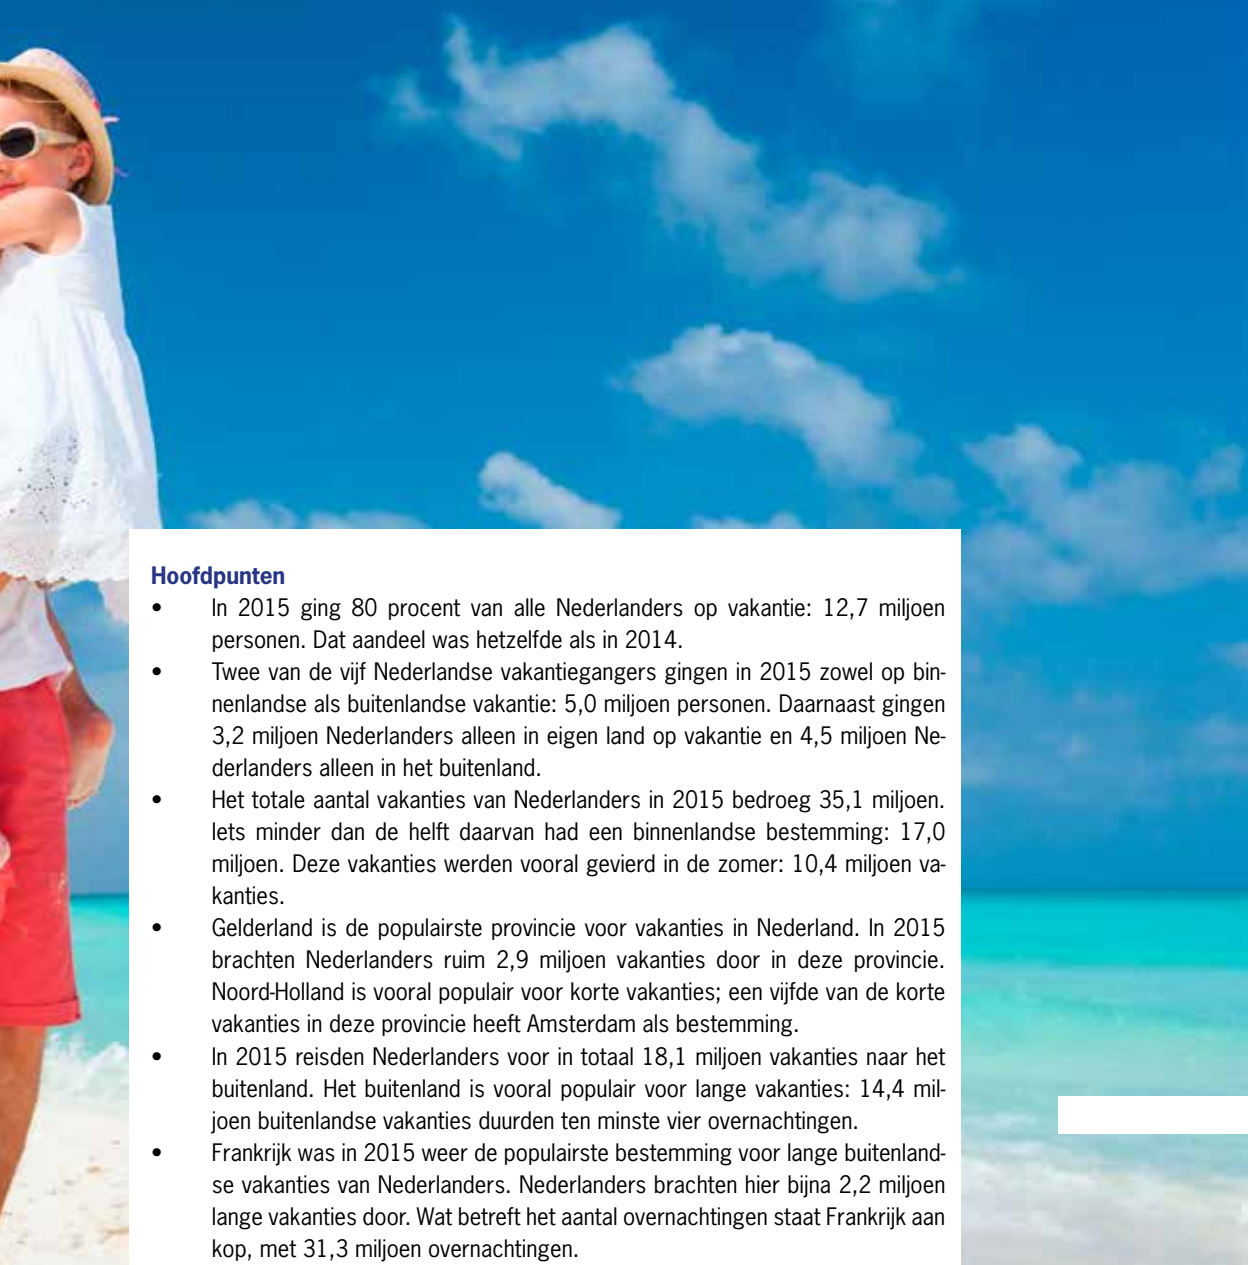 Hoofdpunten
• In 2015 ging 80 procent van alle Nederlanders op vakantie: 12,7 miljoen
personen. Dat aandeel was hetzelfde als in 2014.
• Twee van de vijf Nederlandse vakantiegangers gingen in 2015 zowel op bin-
nenlandse als buitenlandse vakantie: 5,0 miljoen personen. Daarnaast gingen
3,2 miljoen Nederlanders alleen in eigen land op vakantie en 4,5 miljoen Ne-
derlanders alleen in het buitenland.
• Het totale aantal vakanties van Nederlanders in 2015 bedroeg 35,1 miljoen.
Iets minder dan de helft daarvan had een binnenlandse bestemming: 17,0
miljoen. Deze vakanties werden vooral gevierd in de zomer: 10,4 miljoen va-
kanties.
• Gelderland is de populairste provincie voor vakanties in Nederland. In 2015
brachten Nederlanders ruim 2,9 miljoen vakanties door in deze provincie.
Noord-Holland is vooral populair voor korte vakanties; een vijfde van de korte
vakanties in deze provincie heeft Amsterdam als bestemming.
• In 2015 reisden Nederlanders voor in totaal 18,1 miljoen vakanties naar het
buitenland. Het buitenland is vooral populair voor lange vakanties: 14,4 mil-
joen buitenlandse vakanties duurden ten minste vier overnachtingen.
• Frankrijk was in 2015 weer de populairste bestemming voor lange buitenland-
se vakanties van Nederlanders. Nederlanders brachten hier bijna 2,2 miljoen
lange vakanties door. Wat betreft het aantal overnachtingen staat Frankrijk aan
kop, met 31,3 miljoen overnachtingen.